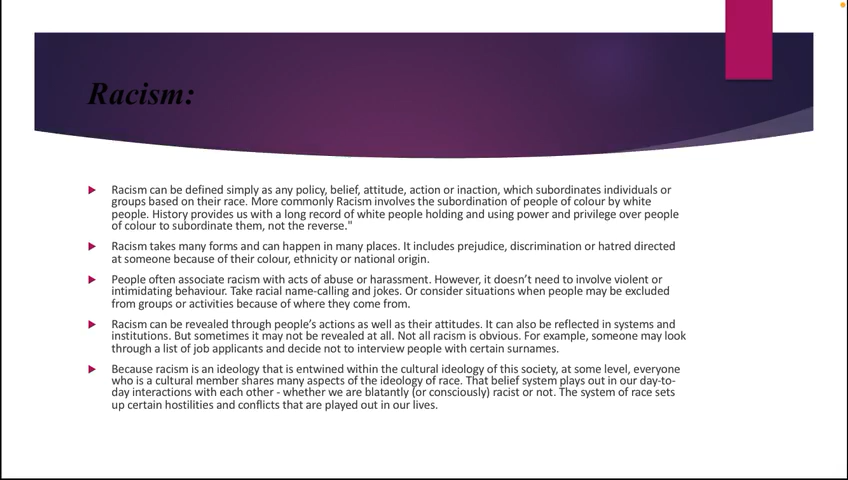 Racism:
Racism can be defined simply as any policy, belief, attitude, action or inaction, which subordinates individuals or
groups based on their race. More commonly Racism involves the subordination of people of colour by white
people. History provides us with a long record of white people holding and using power and privilege over people
of colour to subordinate them, not the reverse."
Racism takes many forms and can happen in many places. It includes prejudice, discrimination or hatred directed
at someone because of their colour, ethnicity or national origin.
People often associate racism with acts of abuse or harassment. However, it doesn’t need to involve violent or
intimidating behaviour. Take racial name-calling and jokes. Or consider situations when people may be excluded
from groups or activities because of where they come from.
Racism can be revealed through people’s actions as well as their attitudes. It can also be reflected in systems and
institutions. But sometimes it may not be revealed at all. Not all racism is obvious. For example, someone may look
through a list of job applicants and decide not to interview people with certain surnames.
Because racism is an ideology that is entwined within the cultural ideology of this society, at some level, everyone
who is a cultural member shares many aspects of the ideology of race. That belief system plays out in our day-to-
day interactions with each other - whether we are blatantly (or consciously) racist or not. The system of race sets
up certain hostilities and conflicts that are played out in our lives.